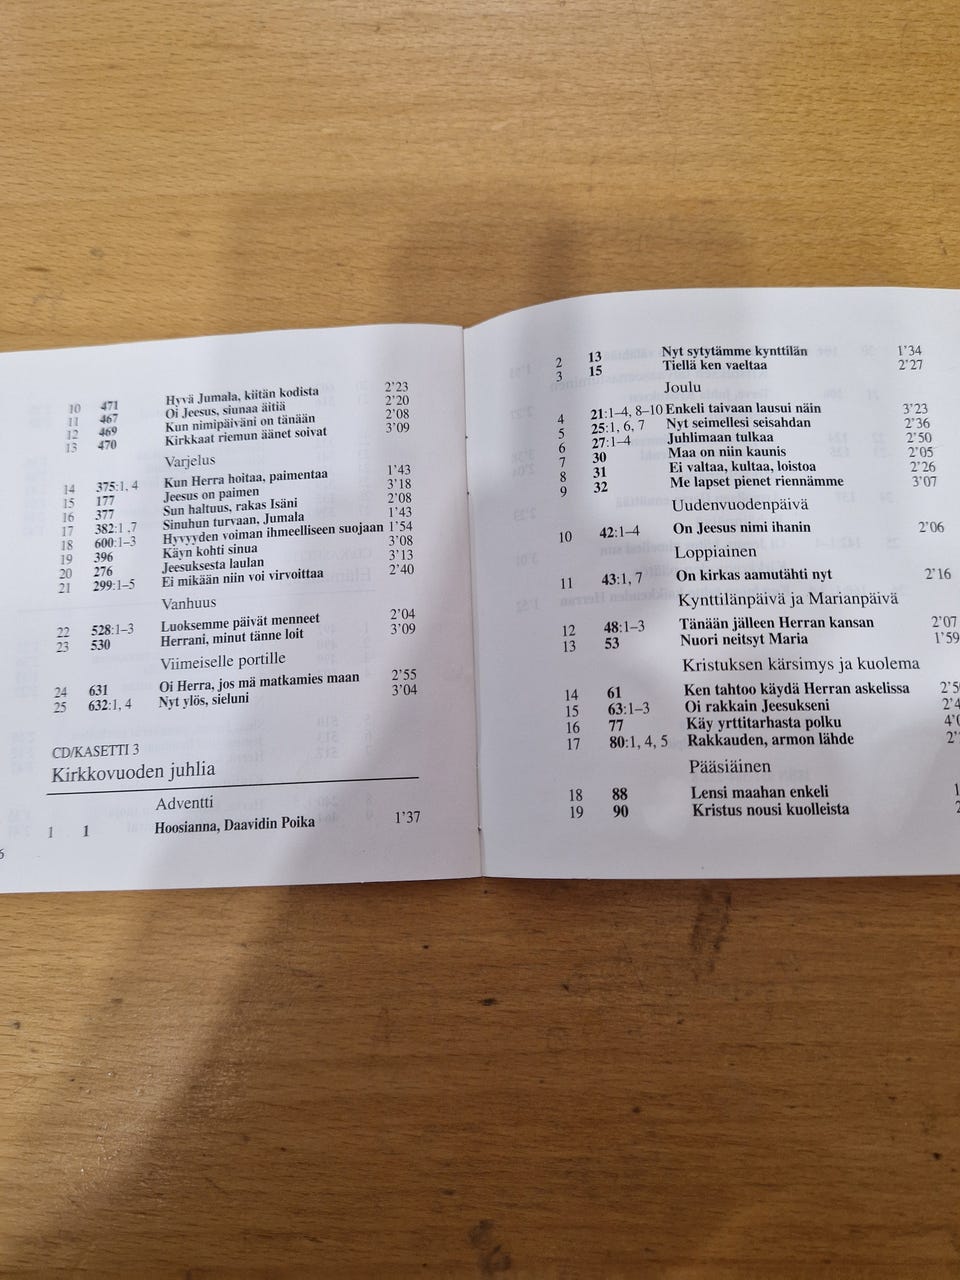 10 471 Hyvä Jumala, kiitän kodista 2'23
11 467 Oi Jeesus, siunaa äitiä 2'20
12 469 Kun nimipäiväni on tänään 2'08
13 470 Kirkkaat riemun äänet soivat 3'09
Varjelus
14 375:1, 4 Kun Herra hoitaa, paimentaa 1'43
15 177 Jeesus on paimen 3'18
16 377 Sun haltuus, rakas Isäni 2'08
17 382:1 ,7 Sinuhun turvaan, Jumala 1'43
18 600:1–3 Hyvyyden voiman ihmeelliseen suojaan 1'54
19 396 Käyn kohti sinua 3'08
20 276 Jeesuksesta laulan 3'13
21 299:1–5 Ei mikään niin voi virvoittaa 2'40
Vanhuus
22 528:1–3 Luoksemme päivät menneet 2'04
23 530 Herrani, minut tänne loit 3'09
Viimeiselle portille
24 631 Oi Herra, jos mä matkamies maan 2'55
25 632:1, 4 Nyt ylös, sieluni 3'04
CD/KASETTI 3
Kirkkovuoden juhlia
Adventti
1 1 Hoosianna, Daavidin Poika 1'37
6
2 13 Nyt sytytämme kynttilän 1'34
3 15 Tiellä ken vaeltaa 2'27
Joulu
4 21:1–4, 8–10 Enkeli taivaan lausui näin 3'23
5 25:1, 6, 7 Nyt seimellesi seisahdan 2'36
6 27:1–4 Juhlimaan tulkaa 2'50
7 30 Maa on niin kaunis 2'05
8 31 Ei valtaa, kultaa, loistoa 2'26
9 32 Me lapset pienet riennämme 3'07
Uudenvuodenpäivä
10 42:1–4 On Jeesus nimi ihanin 2'06
Loppiainen
11 43:1, 7 On kirkas aamutähti nyt 2'16
Kynttilänpäivä ja Marianpäivä
12 48:1–3 Tänään jälleen Herran kansan 2'07
13 53 Nuori neitsyt Maria 1'59
Kristuksen kärsimys ja kuolema
14 61 Ken tahtoo käydä Herran askelissa
15 63:1–3 Oi rakkain Jeesukseni
16 77 Käy yrttitarhasta polku
17 80:1, 4, 5 Rakkauden, armon lähde
Pääsiäinen
18 88 Lensi maahan enkeli
19 90 Kristus nousi kuolleista